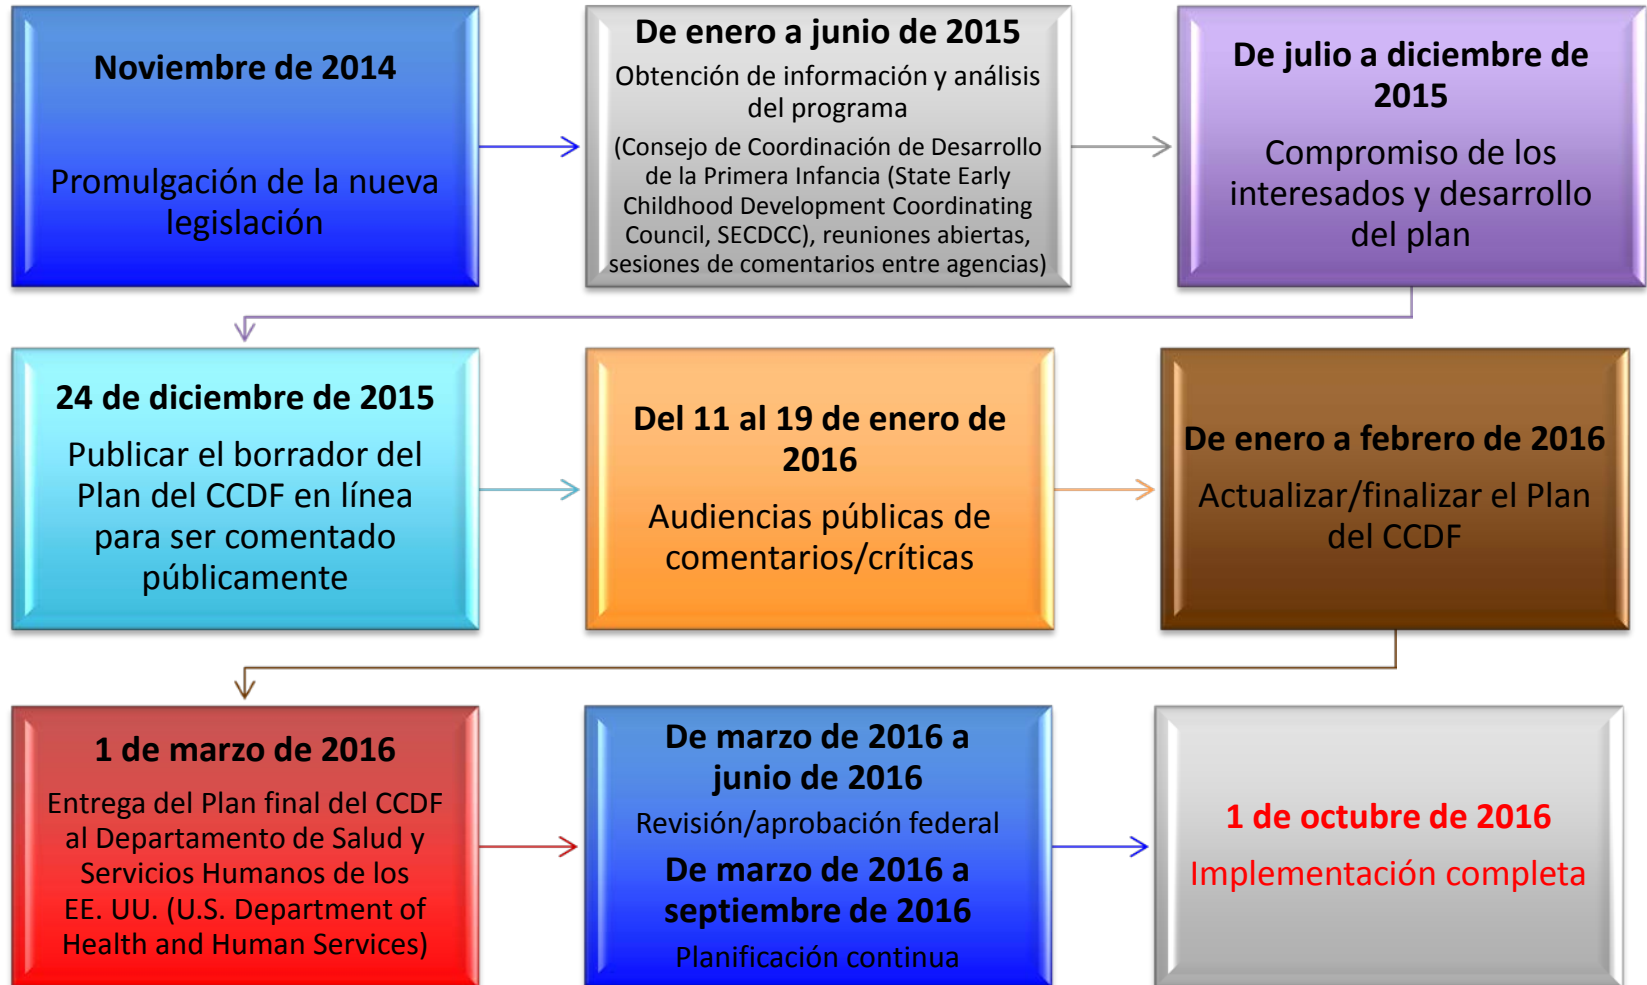 Noviembre de 2014
Promulgación de la nueva
legislación
De enero a junio de 2015
Obtención de información y análisis
del programa
(Consejo de Coordinación de Desarrollo
de la Primera Infancia (State Early
Childhood Development Coordinating
Council, SECDCC), reuniones abiertas,
sesiones de comentarios entre agencias)
De julio a diciembre de
2015
Compromiso de los
interesados y desarrollo
del plan
24 de diciembre de 2015
Publicar el borrador del
Plan del CCDF en línea
para ser comentado
públicamente
Del 11 al 19 de enero de
2016
Audiencias públicas de
comentarios/críticas
De enero a febrero de 2016
Actualizar/finalizar el Plan
del CCDF
1 de marzo de 2016
Entrega del Plan final del CCDF
al Departamento de Salud y
Servicios Humanos de los
EE. UU. (U.S. Department of
Health and Human Services)
De marzo de 2016 a
junio de 2016
Revisión/aprobación federal
De marzo de 2016 a
septiembre de 2016
Planificación continua
1 de octubre de 2016
Implementación completa